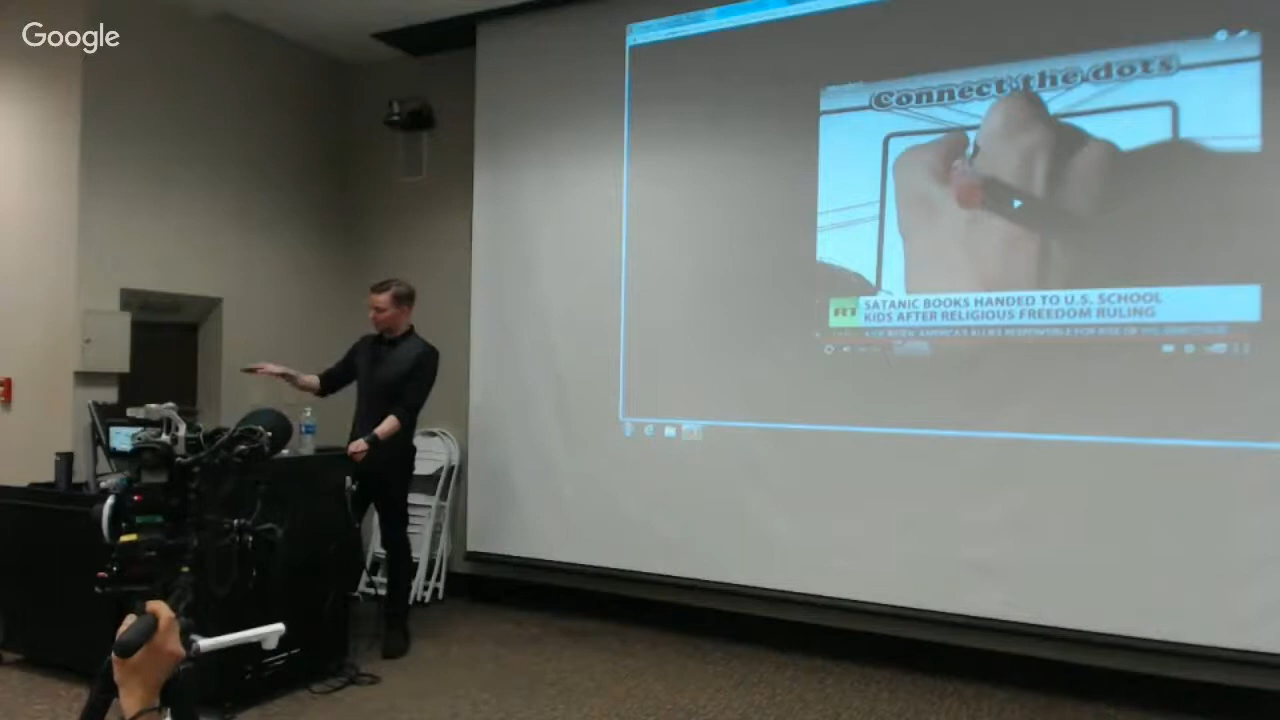 Google
Connect the dots
RT
SATANIC BOOKS HANDED TO U.S. SCHOOL
KIDS AFTER RELIGIOUS FREEDOM RULING